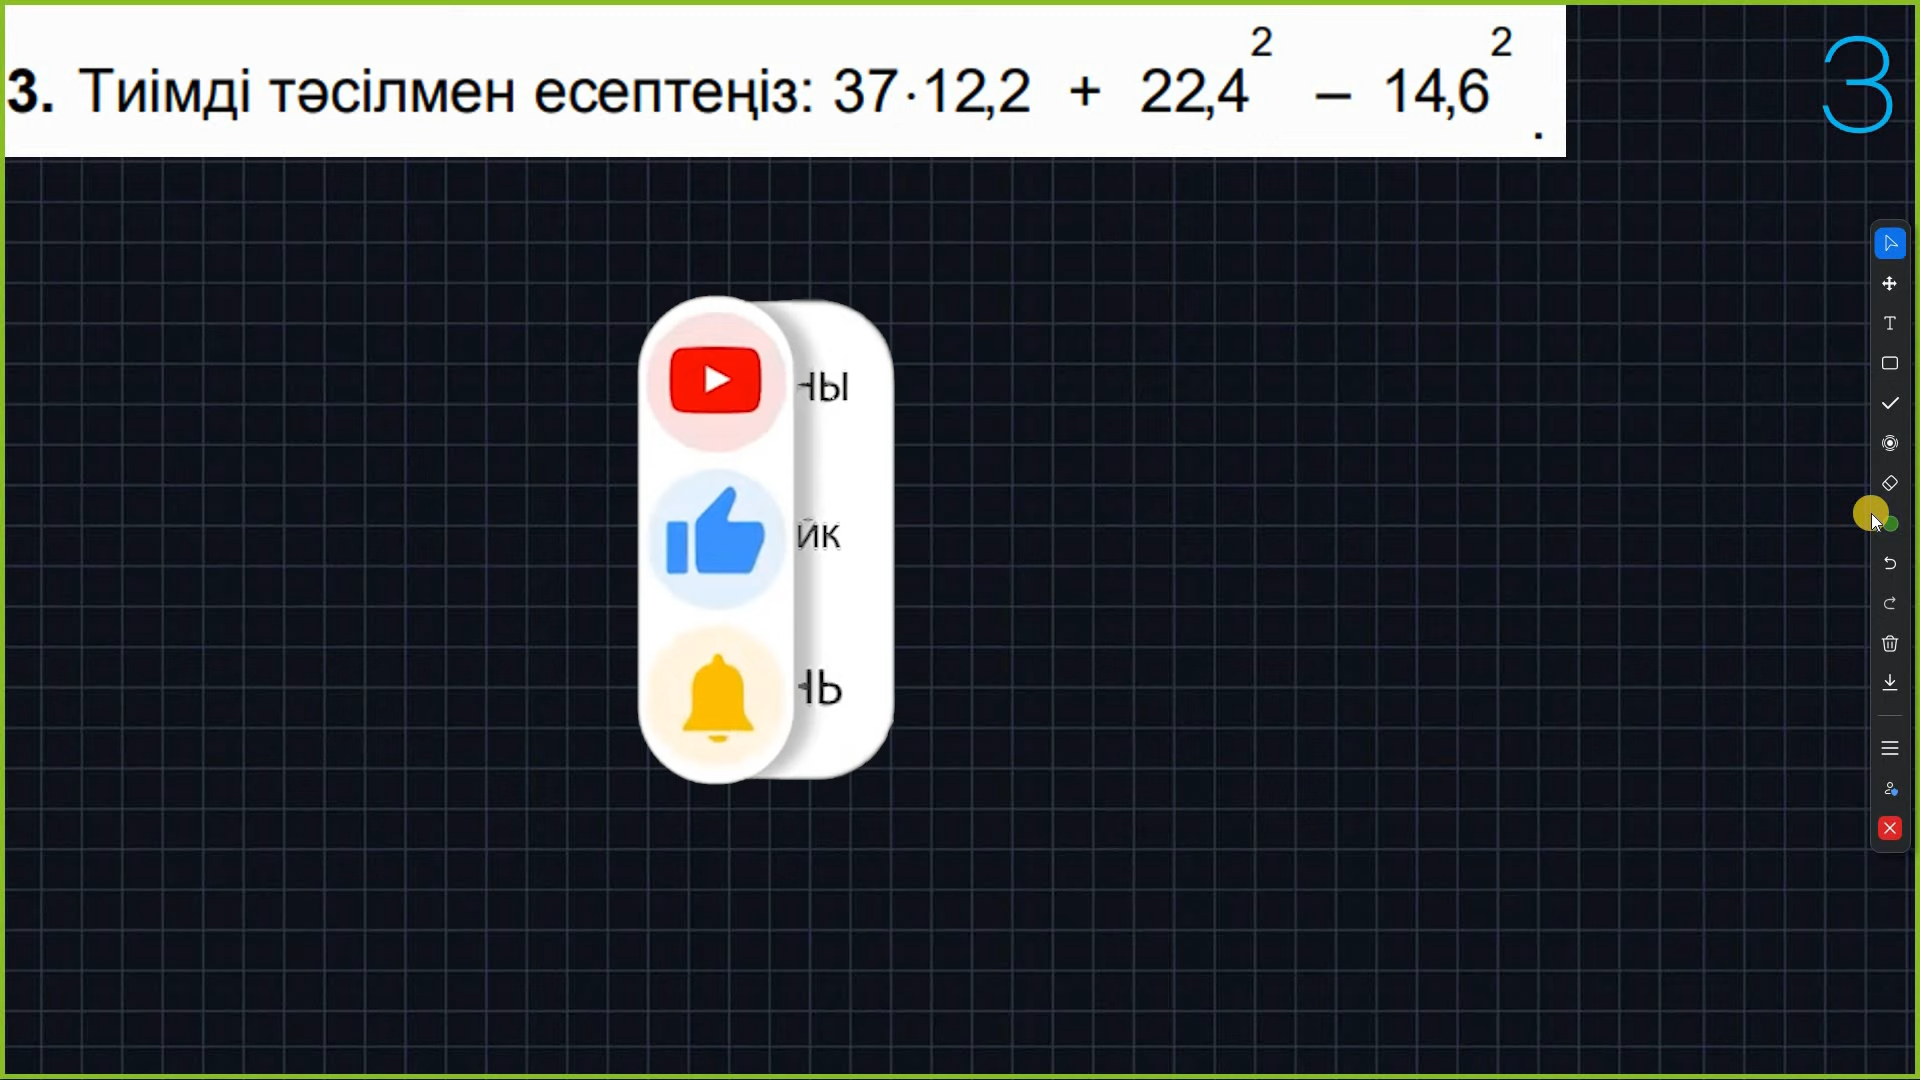 3. Тиімді тәсілмен есептеңіз: 37·12,2 + 22,4² – 14,6².
3
ны
йк
нь